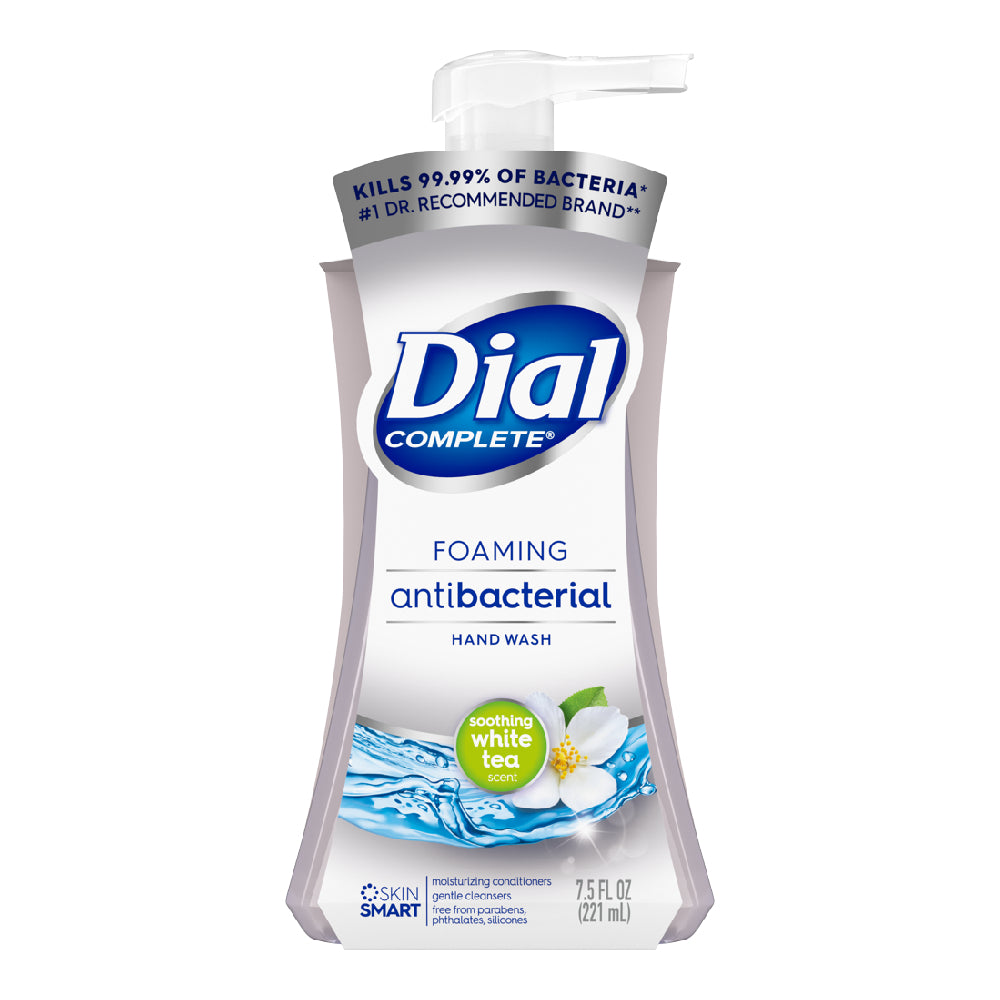 KILLS 99.99% OF BACTERIA*
#1 DR. RECOMMENDED BRAND**
Dial
COMPLETE®
FOAMING
antibacterial
HAND WASH
soothing
white
tea
scent
SKIN
SMART
moisturizing conditioners
gentle cleansers
free from parabens,
phthalates, silicones
7.5 FL OZ
(221 mL)